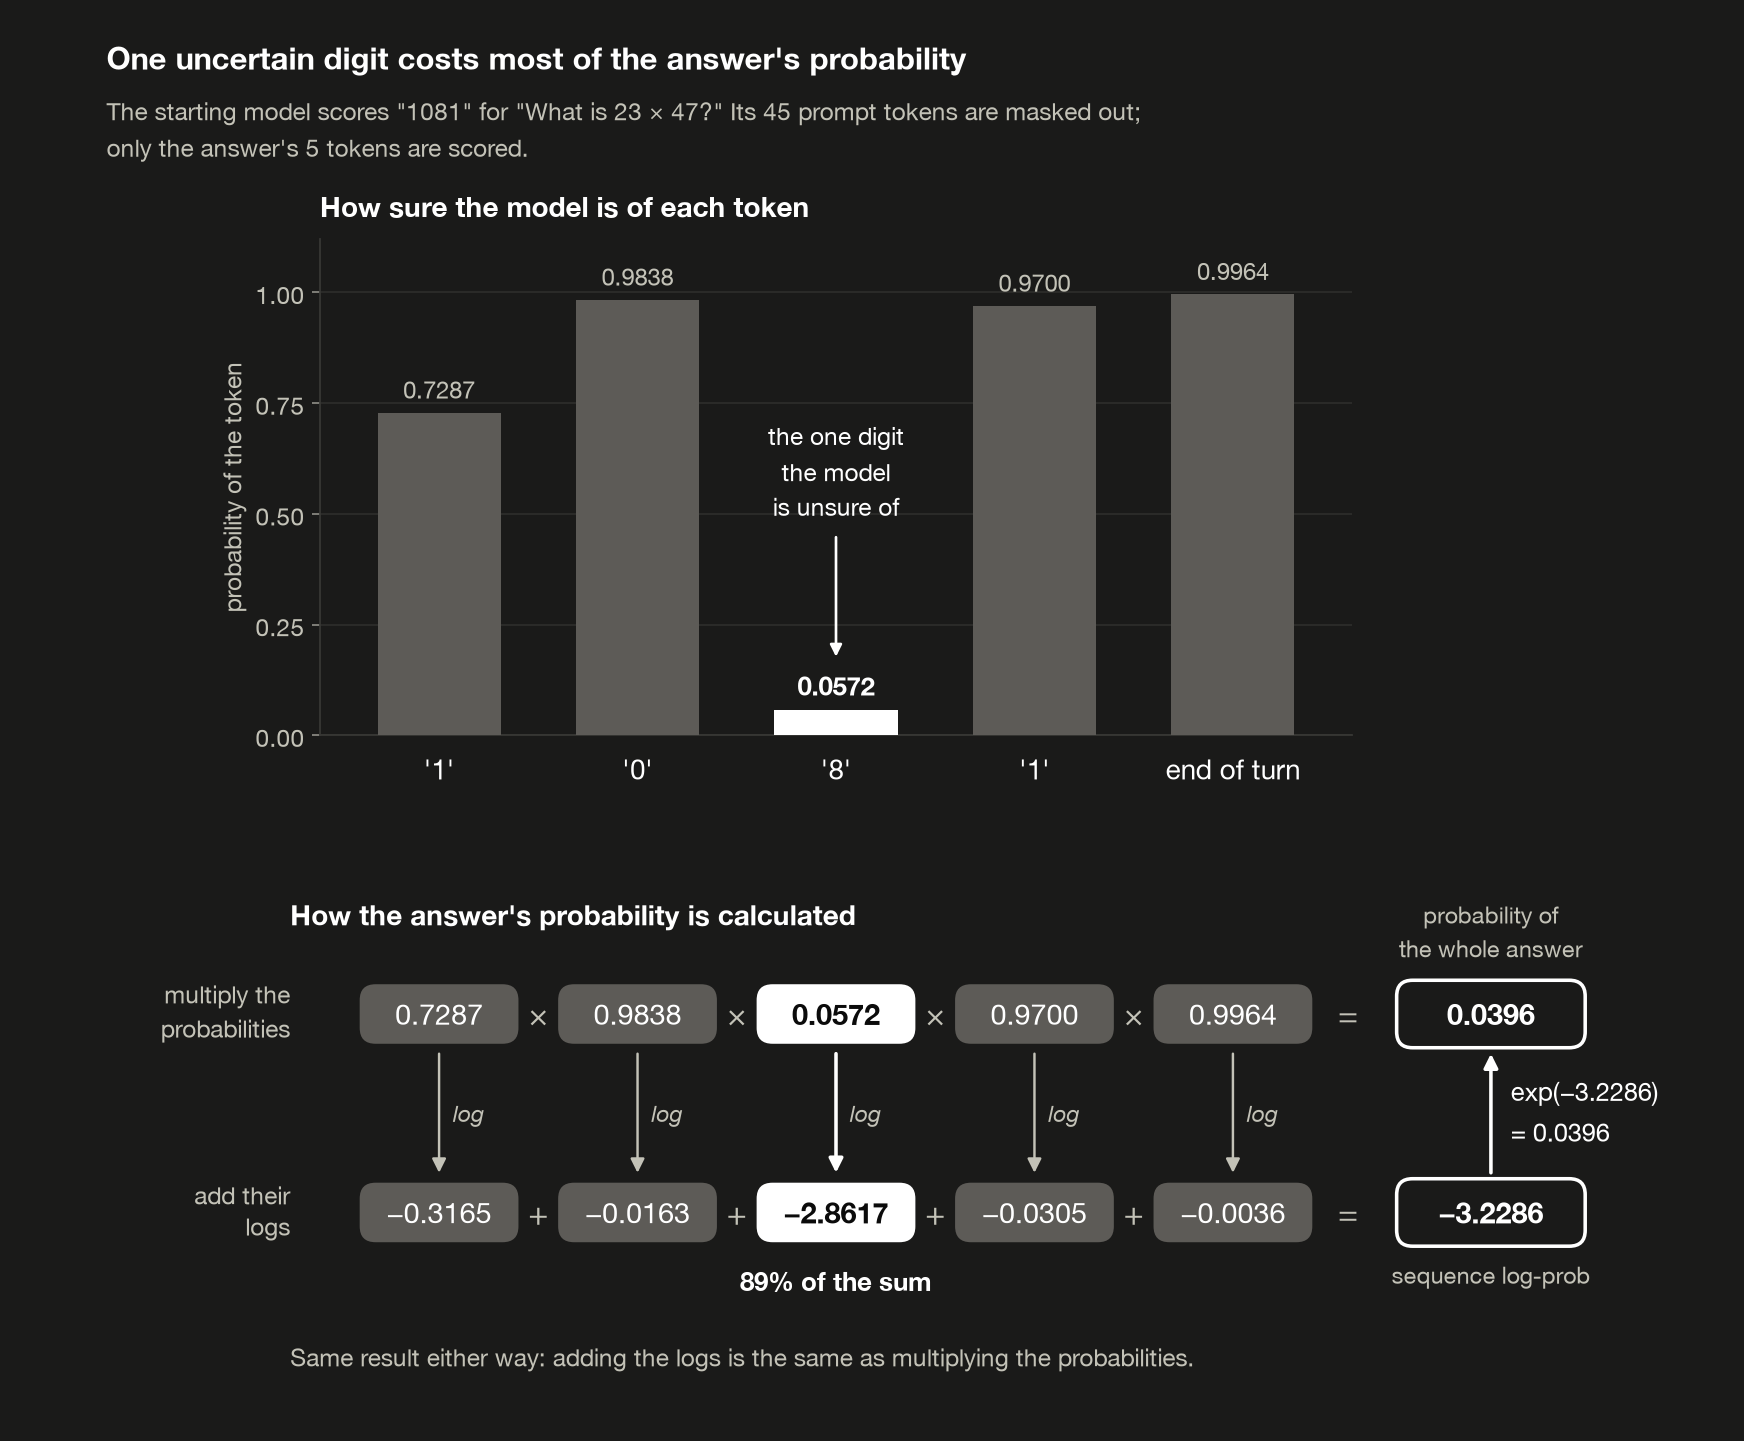 One uncertain digit costs most of the answer's probability
The starting model scores "1081" for "What is 23 × 47?" Its 45 prompt tokens are masked out;
only the answer's 5 tokens are scored.
How sure the model is of each token
probability of the token
1.00
0.75
0.50
0.25
0.00
0.7287
0.9838
the one digit
the model
is unsure of
0.0572
0.9700
0.9964
'1'
'0'
'8'
'1'
end of turn
How the answer's probability is calculated
probability of
the whole answer
multiply the
probabilities
0.7287 × 0.9838 × 0.0572 × 0.9700 × 0.9964 = 0.0396
log
log
log
log
log
exp(−3.2286)
= 0.0396
add their
logs
−0.3165 + −0.0163 + −2.8617 + −0.0305 + −0.0036 = −3.2286
89% of the sum
sequence log-prob
Same result either way: adding the logs is the same as multiplying the probabilities.